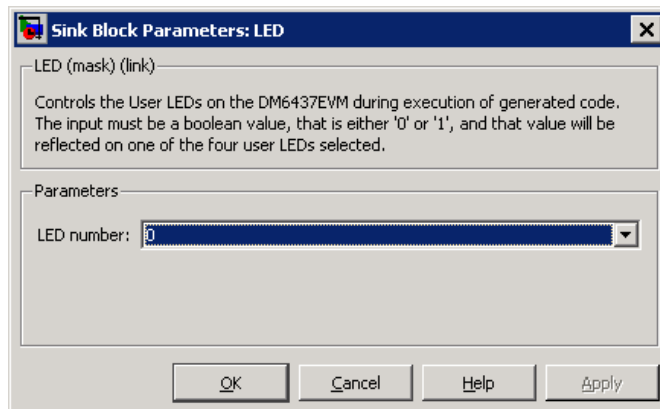 Sink Block Parameters: LED
LED (mask) (link)
Controls the User LEDs on the DM6437EVM during execution of generated code.
The input must be a boolean value, that is either '0' or '1', and that value will be
reflected on one of the four user LEDs selected.
Parameters
LED number: 0
OK Cancel Help Apply